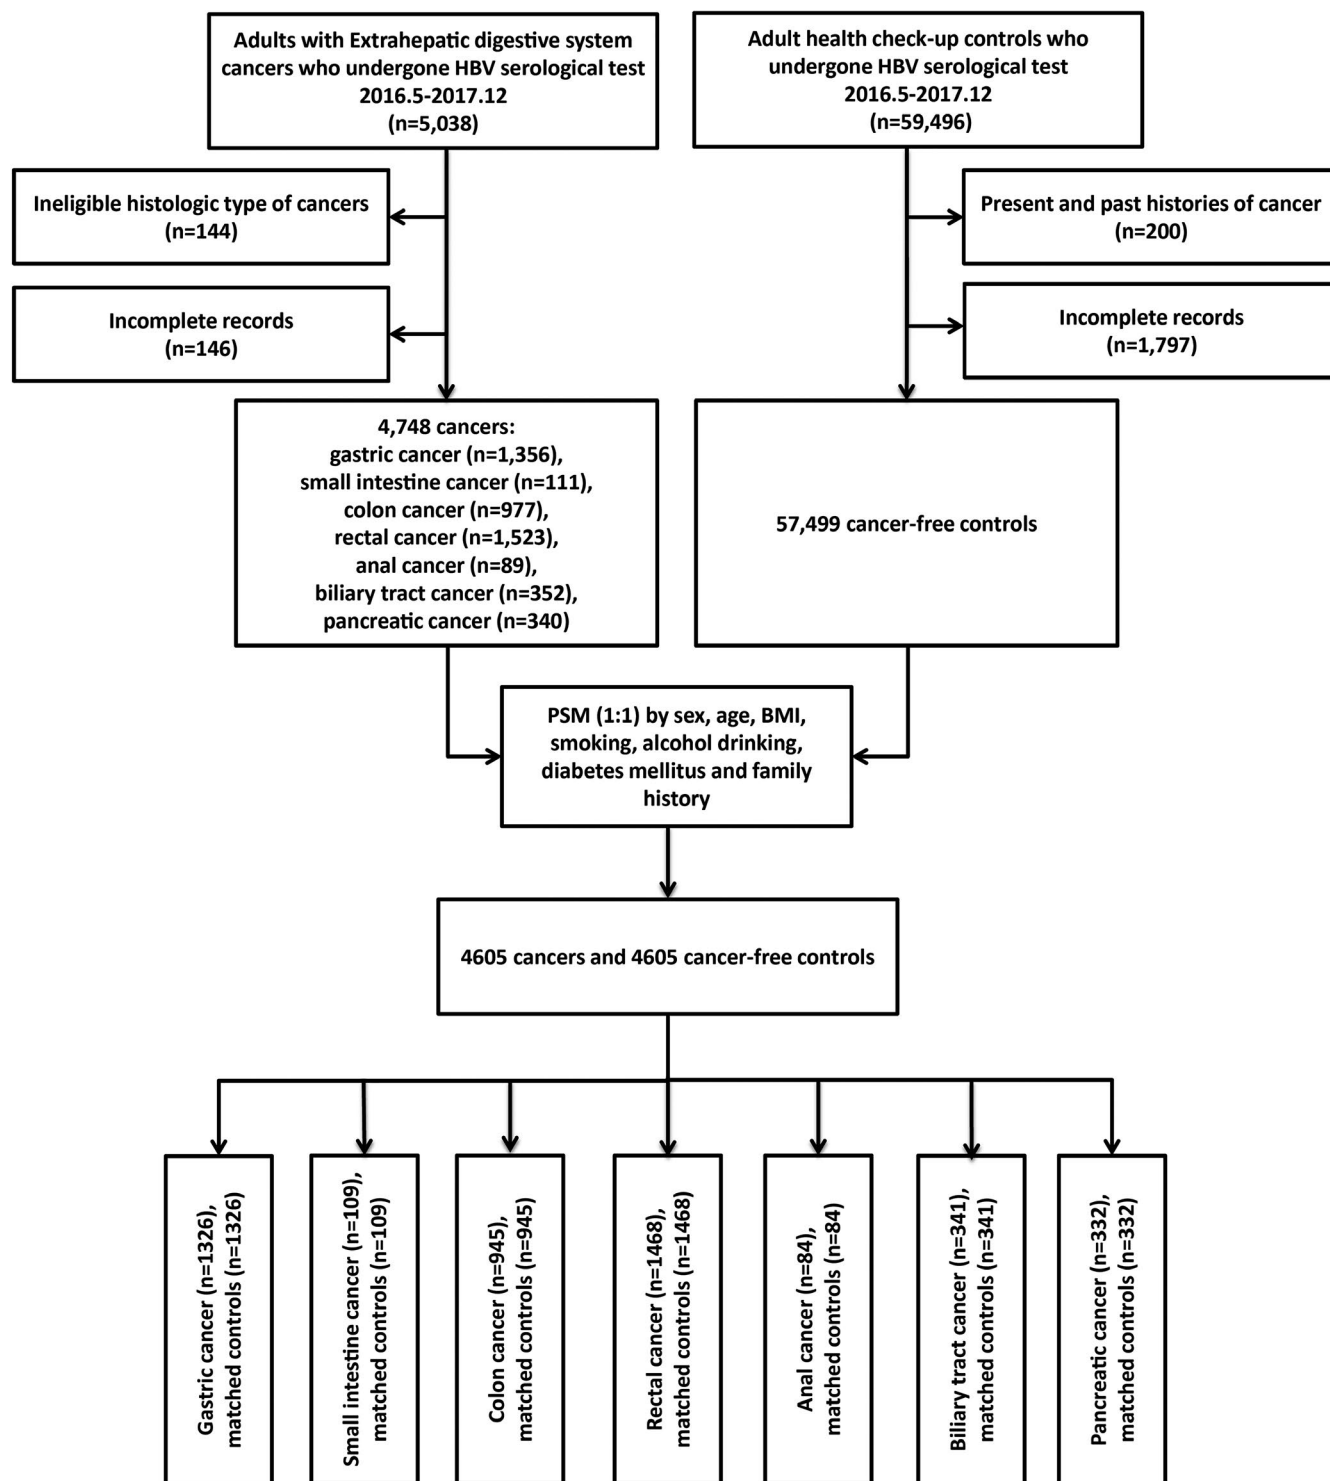 Adults with Extrahepatic digestive system
cancers who undergone HBV serological test
2016.5-2017.12
(n=5,038)
Adult health check-up controls who
undergone HBV serological test
2016.5-2017.12
(n=59,496)
Ineligible histologic type of cancers
(n=144)
Present and past histories of cancer
(n=200)
Incomplete records
(n=146)
Incomplete records
(n=1,797)
4,748 cancers:
gastric cancer (n=1,356),
small intestine cancer (n=111),
colon cancer (n=977),
rectal cancer (n=1,523),
anal cancer (n=89),
biliary tract cancer (n=352),
pancreatic cancer (n=340)
57,499 cancer-free controls
PSM (1:1) by sex, age, BMI,
smoking, alcohol drinking,
diabetes mellitus and family
history
4605 cancers and 4605 cancer-free controls
Gastric cancer (n=1326),
matched controls (n=1326)
Small intestine cancer (n=109),
matched controls (n=109)
Colon cancer (n=945),
matched controls (n=945)
Rectal cancer (n=1468),
matched controls (n=1468)
Anal cancer (n=84),
matched controls (n=84)
Biliary tract cancer (n=341),
matched controls (n=341)
Pancreatic cancer (n=332),
matched controls (n=332)